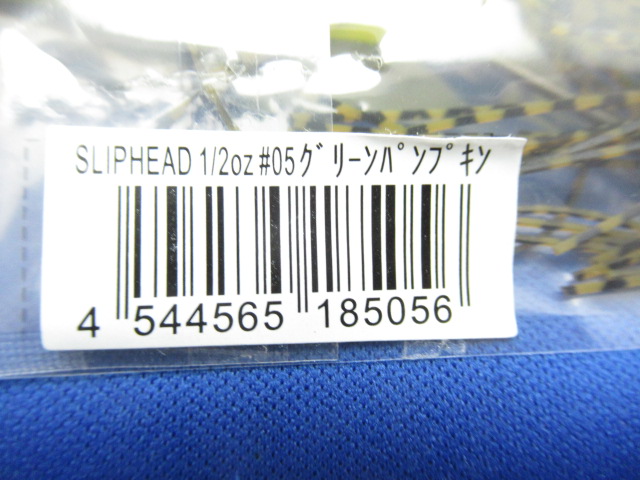 SLIPHEAD 1/2oz #05ｸﾞﾘｰﾝﾊﾟﾝﾌﾟｷﾝ
4 544565 185056